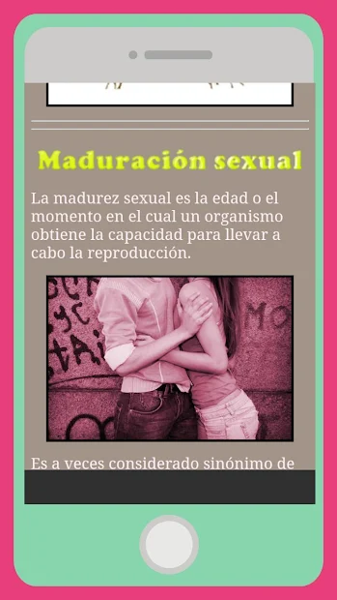 Maduración sexual
La madurez sexual es la edad o el
momento en el cual un organismo
obtiene la capacidad para llevar a
cabo la reproducción.
MO
Es a veces considerado sinónimo de